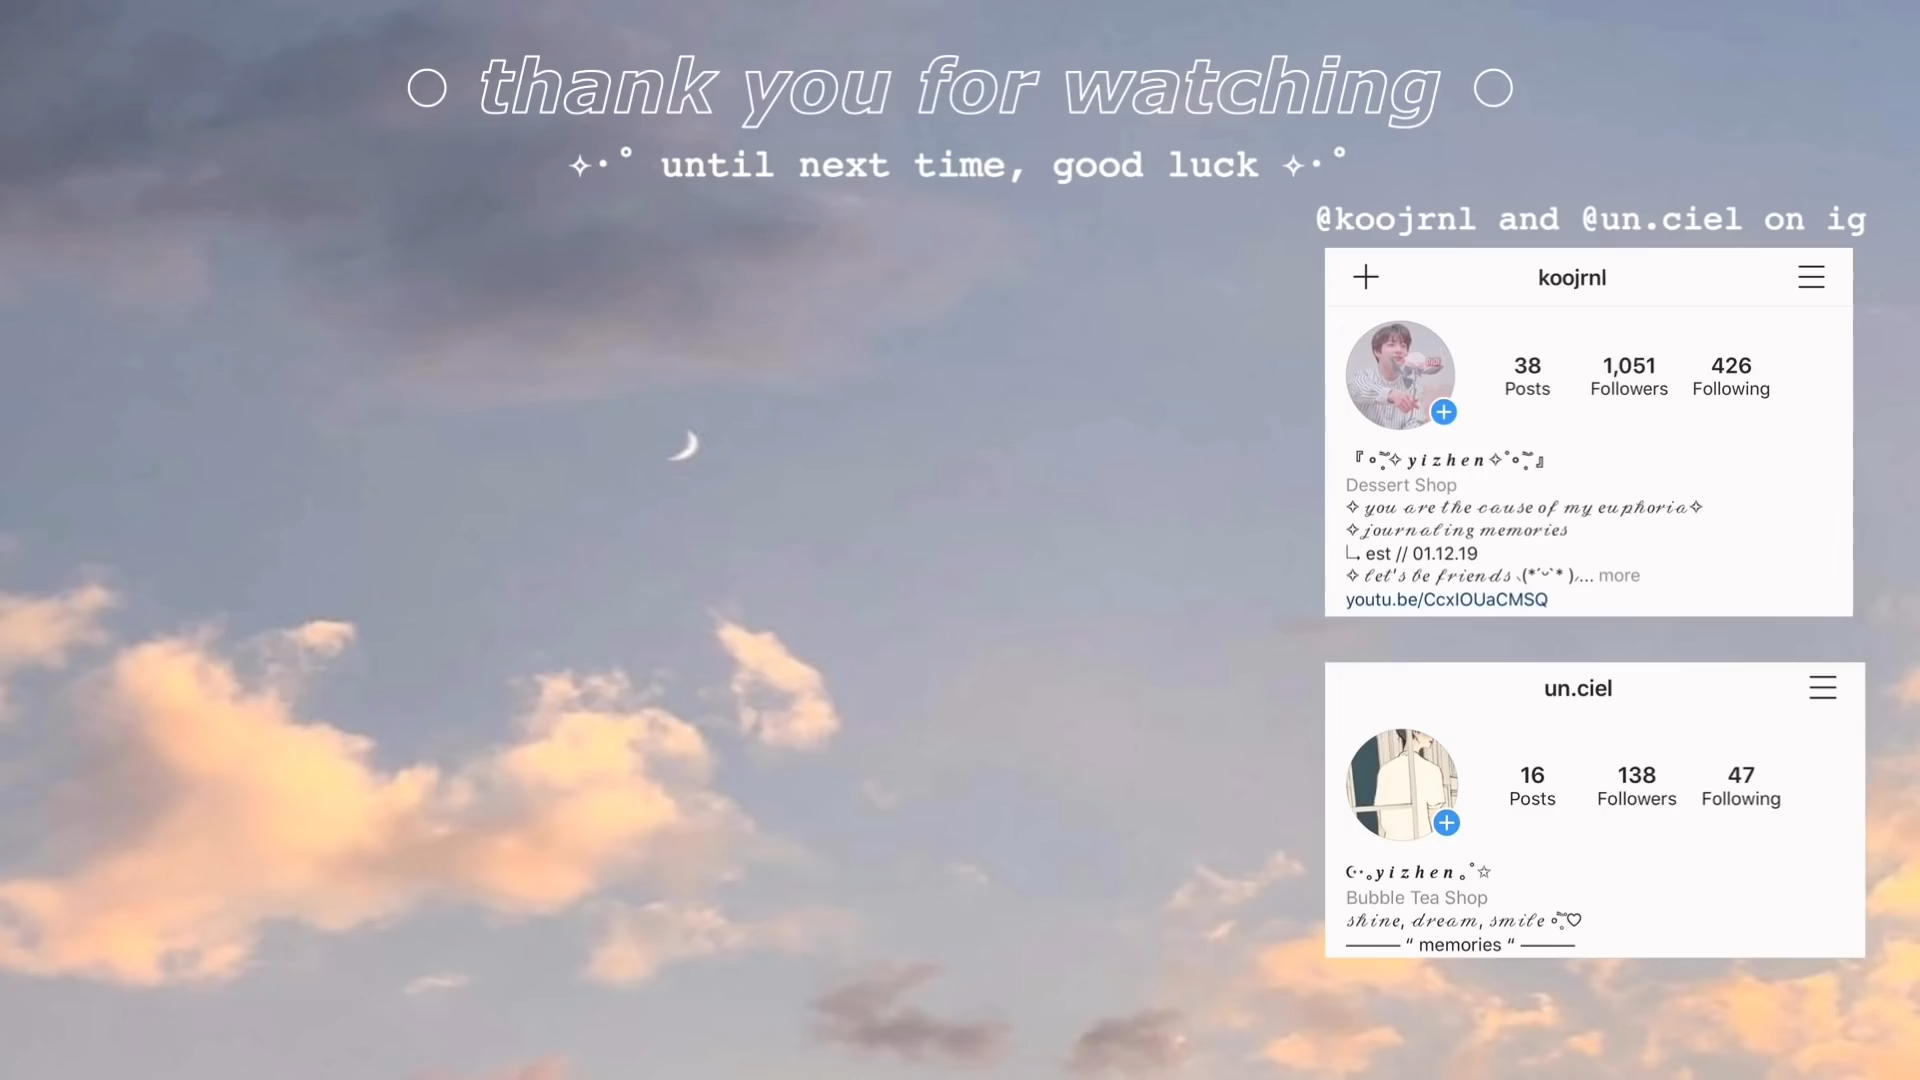 ○ thank you for watching ○
✧･ﾟ until next time, good luck ✧･ﾟ
@koojrnl and @un.ciel on ig
koojrnl
38 1,051 426
Posts Followers Following
『∘˚˳✧ 𝒚𝒊𝒛𝒉𝒆𝒏 ✧˚∘˳』
Dessert Shop
✧ 𝓎ℴ𝓊 𝒶𝓇ℯ 𝓉𝒽ℯ 𝒸𝒶𝓊𝓈ℯ ℴ𝒻 𝓂𝓎 ℯ𝓊𝓅𝒽ℴ𝓇𝒾𝒶✧
✧ 𝒿ℴ𝓊𝓇𝓃𝒶𝓁𝒾𝓃ℊ 𝓂ℯ𝓂ℴ𝓇𝒾ℯ𝓈
↳ est // 01.12.19
✧ 𝓁ℯ𝓉'𝓈 𝒷ℯ 𝒻𝓇𝒾ℯ𝓃𝒹𝓈 ⸜(*ˊᵕˋ* )⸝... more
youtu.be/CcxIOUaCMSQ
un.ciel
16 138 47
Posts Followers Following
☪·｡𝒚𝒊𝒛𝒉𝒆𝒏 ｡˚☆
Bubble Tea Shop
𝓈𝒽𝒾𝓃ℯ, 𝒹𝓇ℯ𝒶𝓂, 𝓈𝓂𝒾𝓁ℯ ∘˚˳♡
——— “ memories “ ———